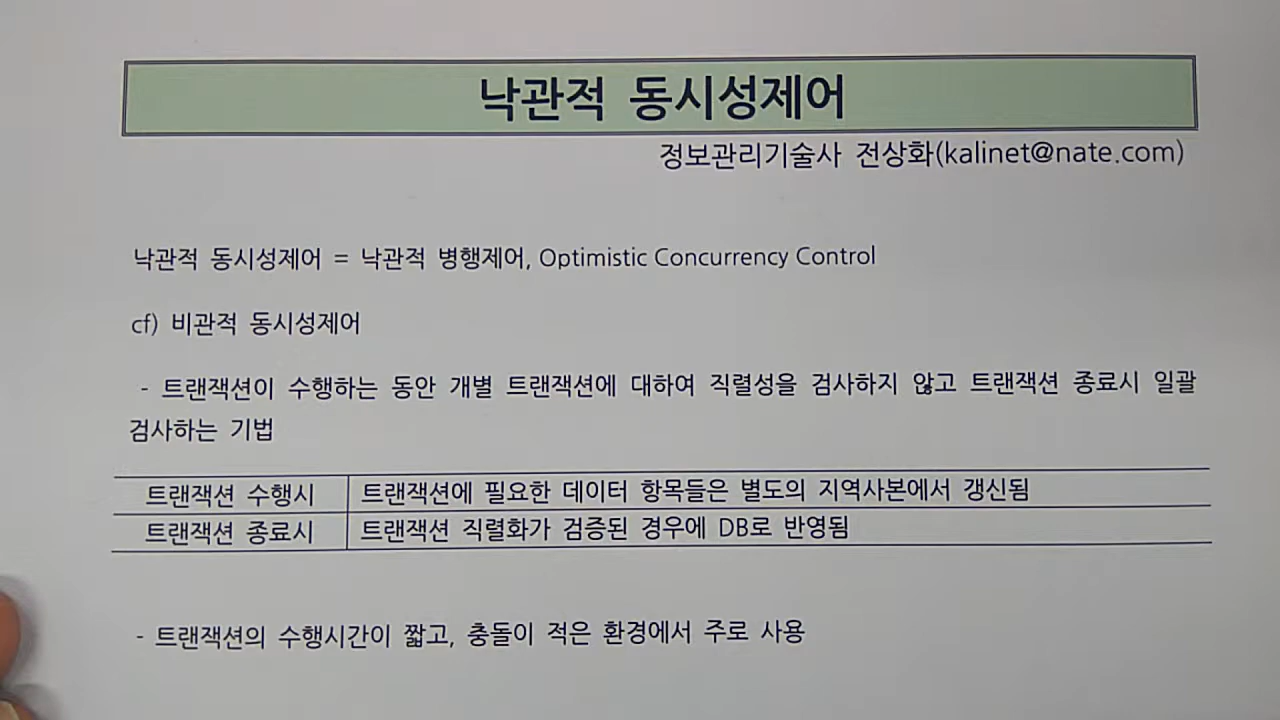 낙관적 동시성제어
정보관리기술사 전상화(kalinet@nate.com)
낙관적 동시성제어 = 낙관적 병행제어, Optimistic Concurrency Control
cf) 비관적 동시성제어
- 트랜잭션이 수행하는 동안 개별 트랜잭션에 대하여 직렬성을 검사하지 않고 트랜잭션 종료시 일괄
검사하는 기법
트랜잭션 수행시 트랜잭션에 필요한 데이터 항목들은 별도의 지역사본에서 갱신됨
트랜잭션 종료시 트랜잭션 직렬화가 검증된 경우에 DB로 반영됨
- 트랜잭션의 수행시간이 짧고, 충돌이 적은 환경에서 주로 사용